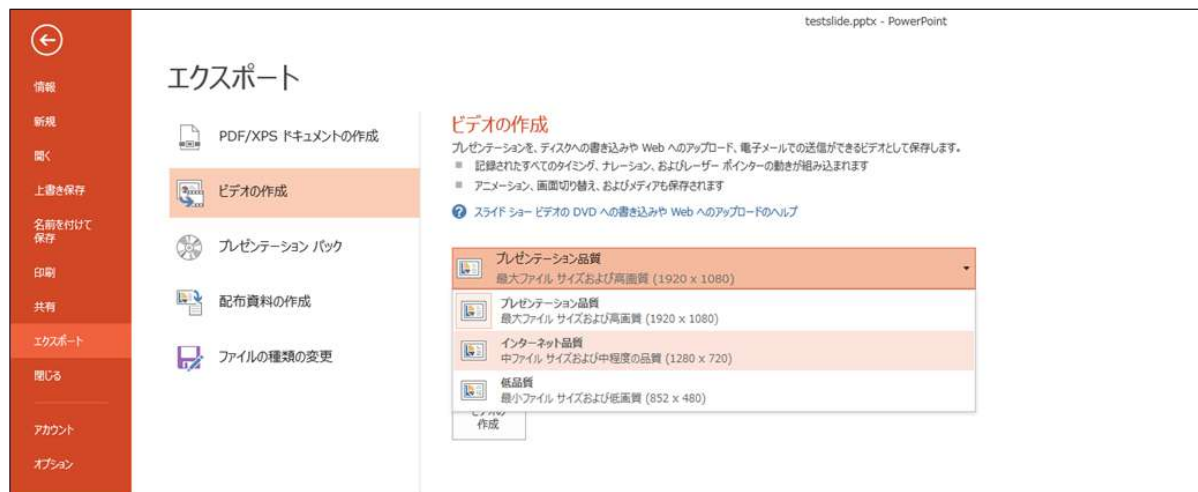 testslide.pptx - PowerPoint
情報
新規
開く
上書き保存
名前を付けて
保存
印刷
共有
エクスポート
閉じる
アカウント
オプション
エクスポート
PDF/XPS ドキュメントの作成
ビデオの作成
プレゼンテーション パック
配布資料の作成
ファイルの種類の変更
ビデオの作成
プレゼンテーションを、ディスクへの書き込みや Web へのアップロード、電子メールでの送信ができるビデオとして保存します。
記録されたすべてのタイミング、ナレーション、およびレーザー ポインターの動きが組み込まれます
アニメーション、画面切り替え、およびメディアも保存されます
スライド ショー ビデオの DVD への書き込みや Web へのアップロードのヘルプ
プレゼンテーション品質
最大ファイル サイズおよび高画質 (1920 x 1080)
プレゼンテーション品質
最大ファイル サイズおよび高画質 (1920 x 1080)
インターネット品質
中ファイル サイズおよび中程度の品質 (1280 x 720)
低品質
最小ファイル サイズおよび低画質 (852 x 480)
ビデオの
作成